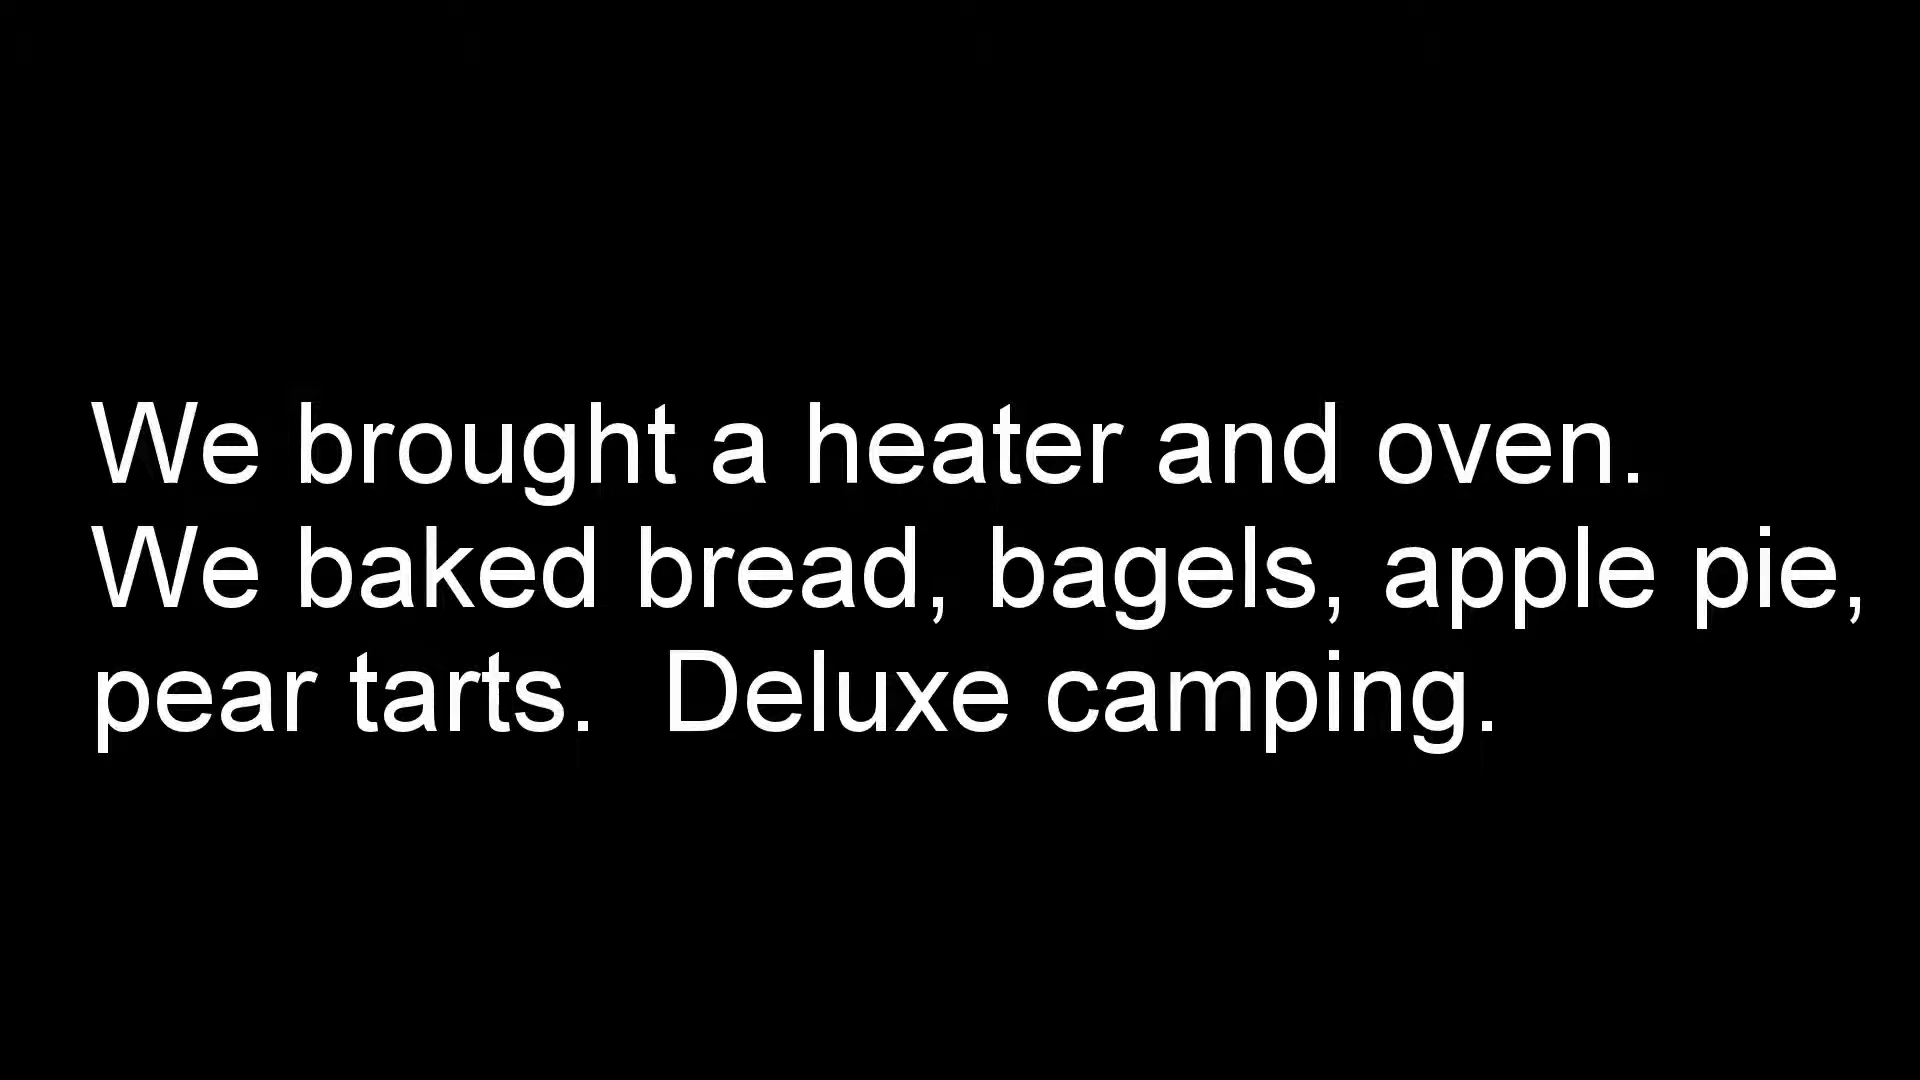 We brought a heater and oven.
We baked bread, bagels, apple pie,
pear tarts.  Deluxe camping.